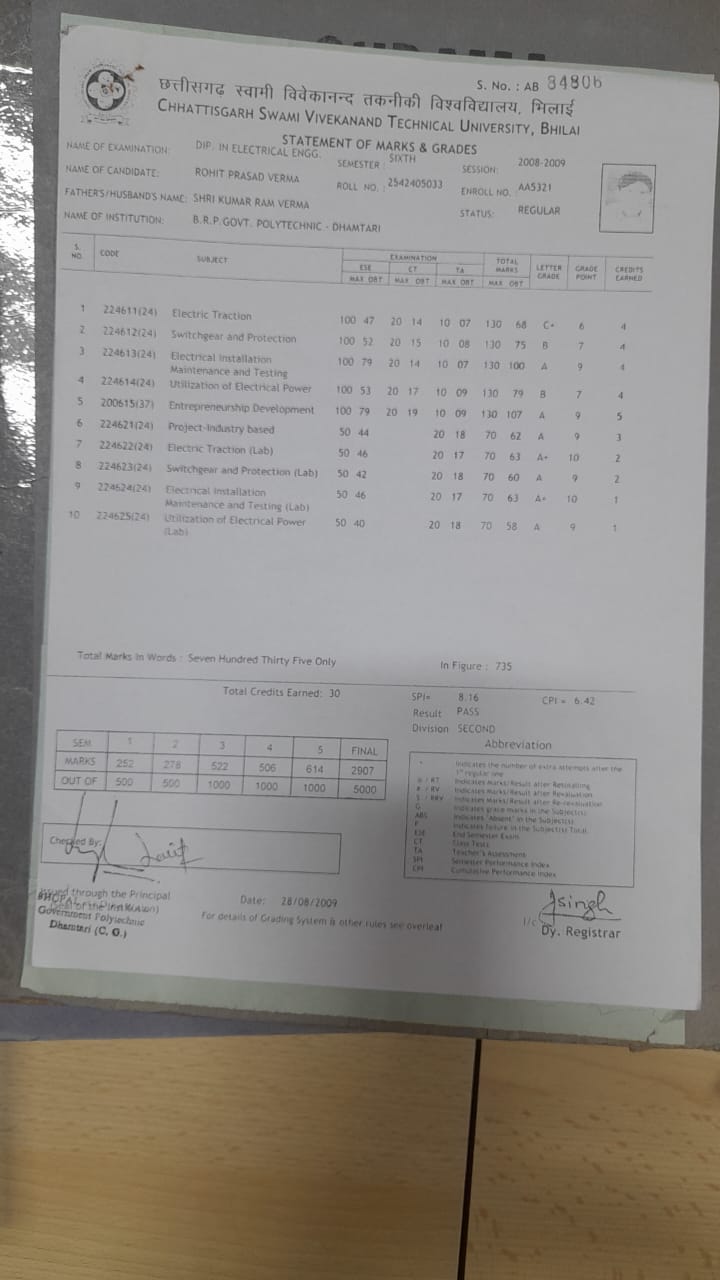 S. No. : AB 84806
छत्तीसगढ़ स्वामी विवेकानन्द तकनीकी विश्वविद्यालय, भिलाई
CHHATTISGARH SWAMI VIVEKANAND TECHNICAL UNIVERSITY, BHILAI
STATEMENT OF MARKS & GRADES
NAME OF EXAMINATION: DIP. IN ELECTRICAL ENGG. SEMESTER : SIXTH SESSION: 2008-2009
NAME OF CANDIDATE: ROHIT PRASAD VERMA ROLL NO. : 2542405033 ENROLL NO. AA5321
FATHER'S/HUSBAND'S NAME: SHRI KUMAR RAM VERMA STATUS: REGULAR
NAME OF INSTITUTION: B.R.P.GOVT. POLYTECHNIC - DHAMTARI
S. NO. CODE SUBJECT EXAMINATION TOTAL MARKS LETTER GRADE GRADE POINT CREDITS EARNED
ESE CT TA
MAX OBT MAX OBT MAX OBT MAX OBT
1 224611(24) Electric Traction 100 47 20 14 10 07 130 68 C+ 6 4
2 224612(24) Switchgear and Protection 100 52 20 15 10 08 130 75 B 7 4
3 224613(24) Electrical Installation 100 79 20 14 10 07 130 100 A 9 4
Maintenance and Testing
4 224614(24) Utilization of Electrical Power 100 53 20 17 10 09 130 79 B 7 4
5 200615(37) Entrepreneurship Development 100 79 20 19 10 09 130 107 A 9 5
6 224621(24) Project-Industry based 50 44 20 18 70 62 A 9 3
7 224622(24) Electric Traction (Lab) 50 46 20 17 70 63 A+ 10 2
8 224623(24) Switchgear and Protection (Lab) 50 42 20 18 70 60 A 9 2
9 224624(24) Electrical Installation 50 46 20 17 70 63 A+ 10 1
Maintenance and Testing (Lab)
10 224625(24) Utilization of Electrical Power 50 40 20 18 70 58 A 9 1
(Lab)
Total Marks In Words : Seven Hundred Thirty Five Only In Figure : 735
Total Credits Earned: 30 SPI= 8.16 CPI = 6.42
Result PASS
Division SECOND
SEM 1 2 3 4 5 FINAL
MARKS 252 278 522 506 614 2907
OUT OF 500 500 1000 1000 1000 5000
Abbreviation
* Indicates the number of extra attempts after the
1st regular one
@ / RT Indicates Marks/Result after Retotalling
# / RV Indicates Marks/Result after Revaluation
$ / RRV Indicates Marks/Result after Re-revaluation
G Indicates grace marks in the Subject(s)
ABS Indicates 'Absent' in the Subject(s)
F Indicates failure in the Subject(s) Total.
ESE End Semester Exam.
CT Class Tests
TA Teacher's Assessment
SPI Semester Performance Index
CPI Cumulative Performance Index
Checked By:
Issued through the Principal
(Seal of the Institution)
Government Polytechnic
Dhamtari (C. G.)
Date: 28/08/2009
For details of Grading System & other rules see overleaf
Jsingh
I/c Dy. Registrar